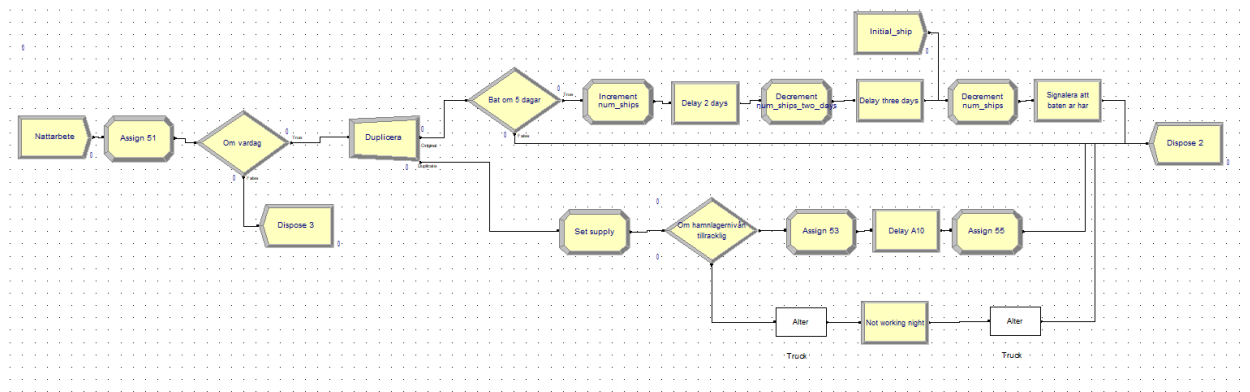 Initial_ship
Bat om 5 dagar
True
False
Increment
num_ships
Delay 2 days
Decrement
num_ships_two_days
Delay three days
Decrement
num_ships
Signalera att
baten ar har
Nattarbete
Assign 51
Om vardag
True
False
Duplicera
Original
Duplicate
Dispose 2
Dispose 3
Set supply
Om hamnlagernivan
tillracklig
Assign 53
Delay A10
Assign 55
Alter
Truck
Not working night
Alter
Truck